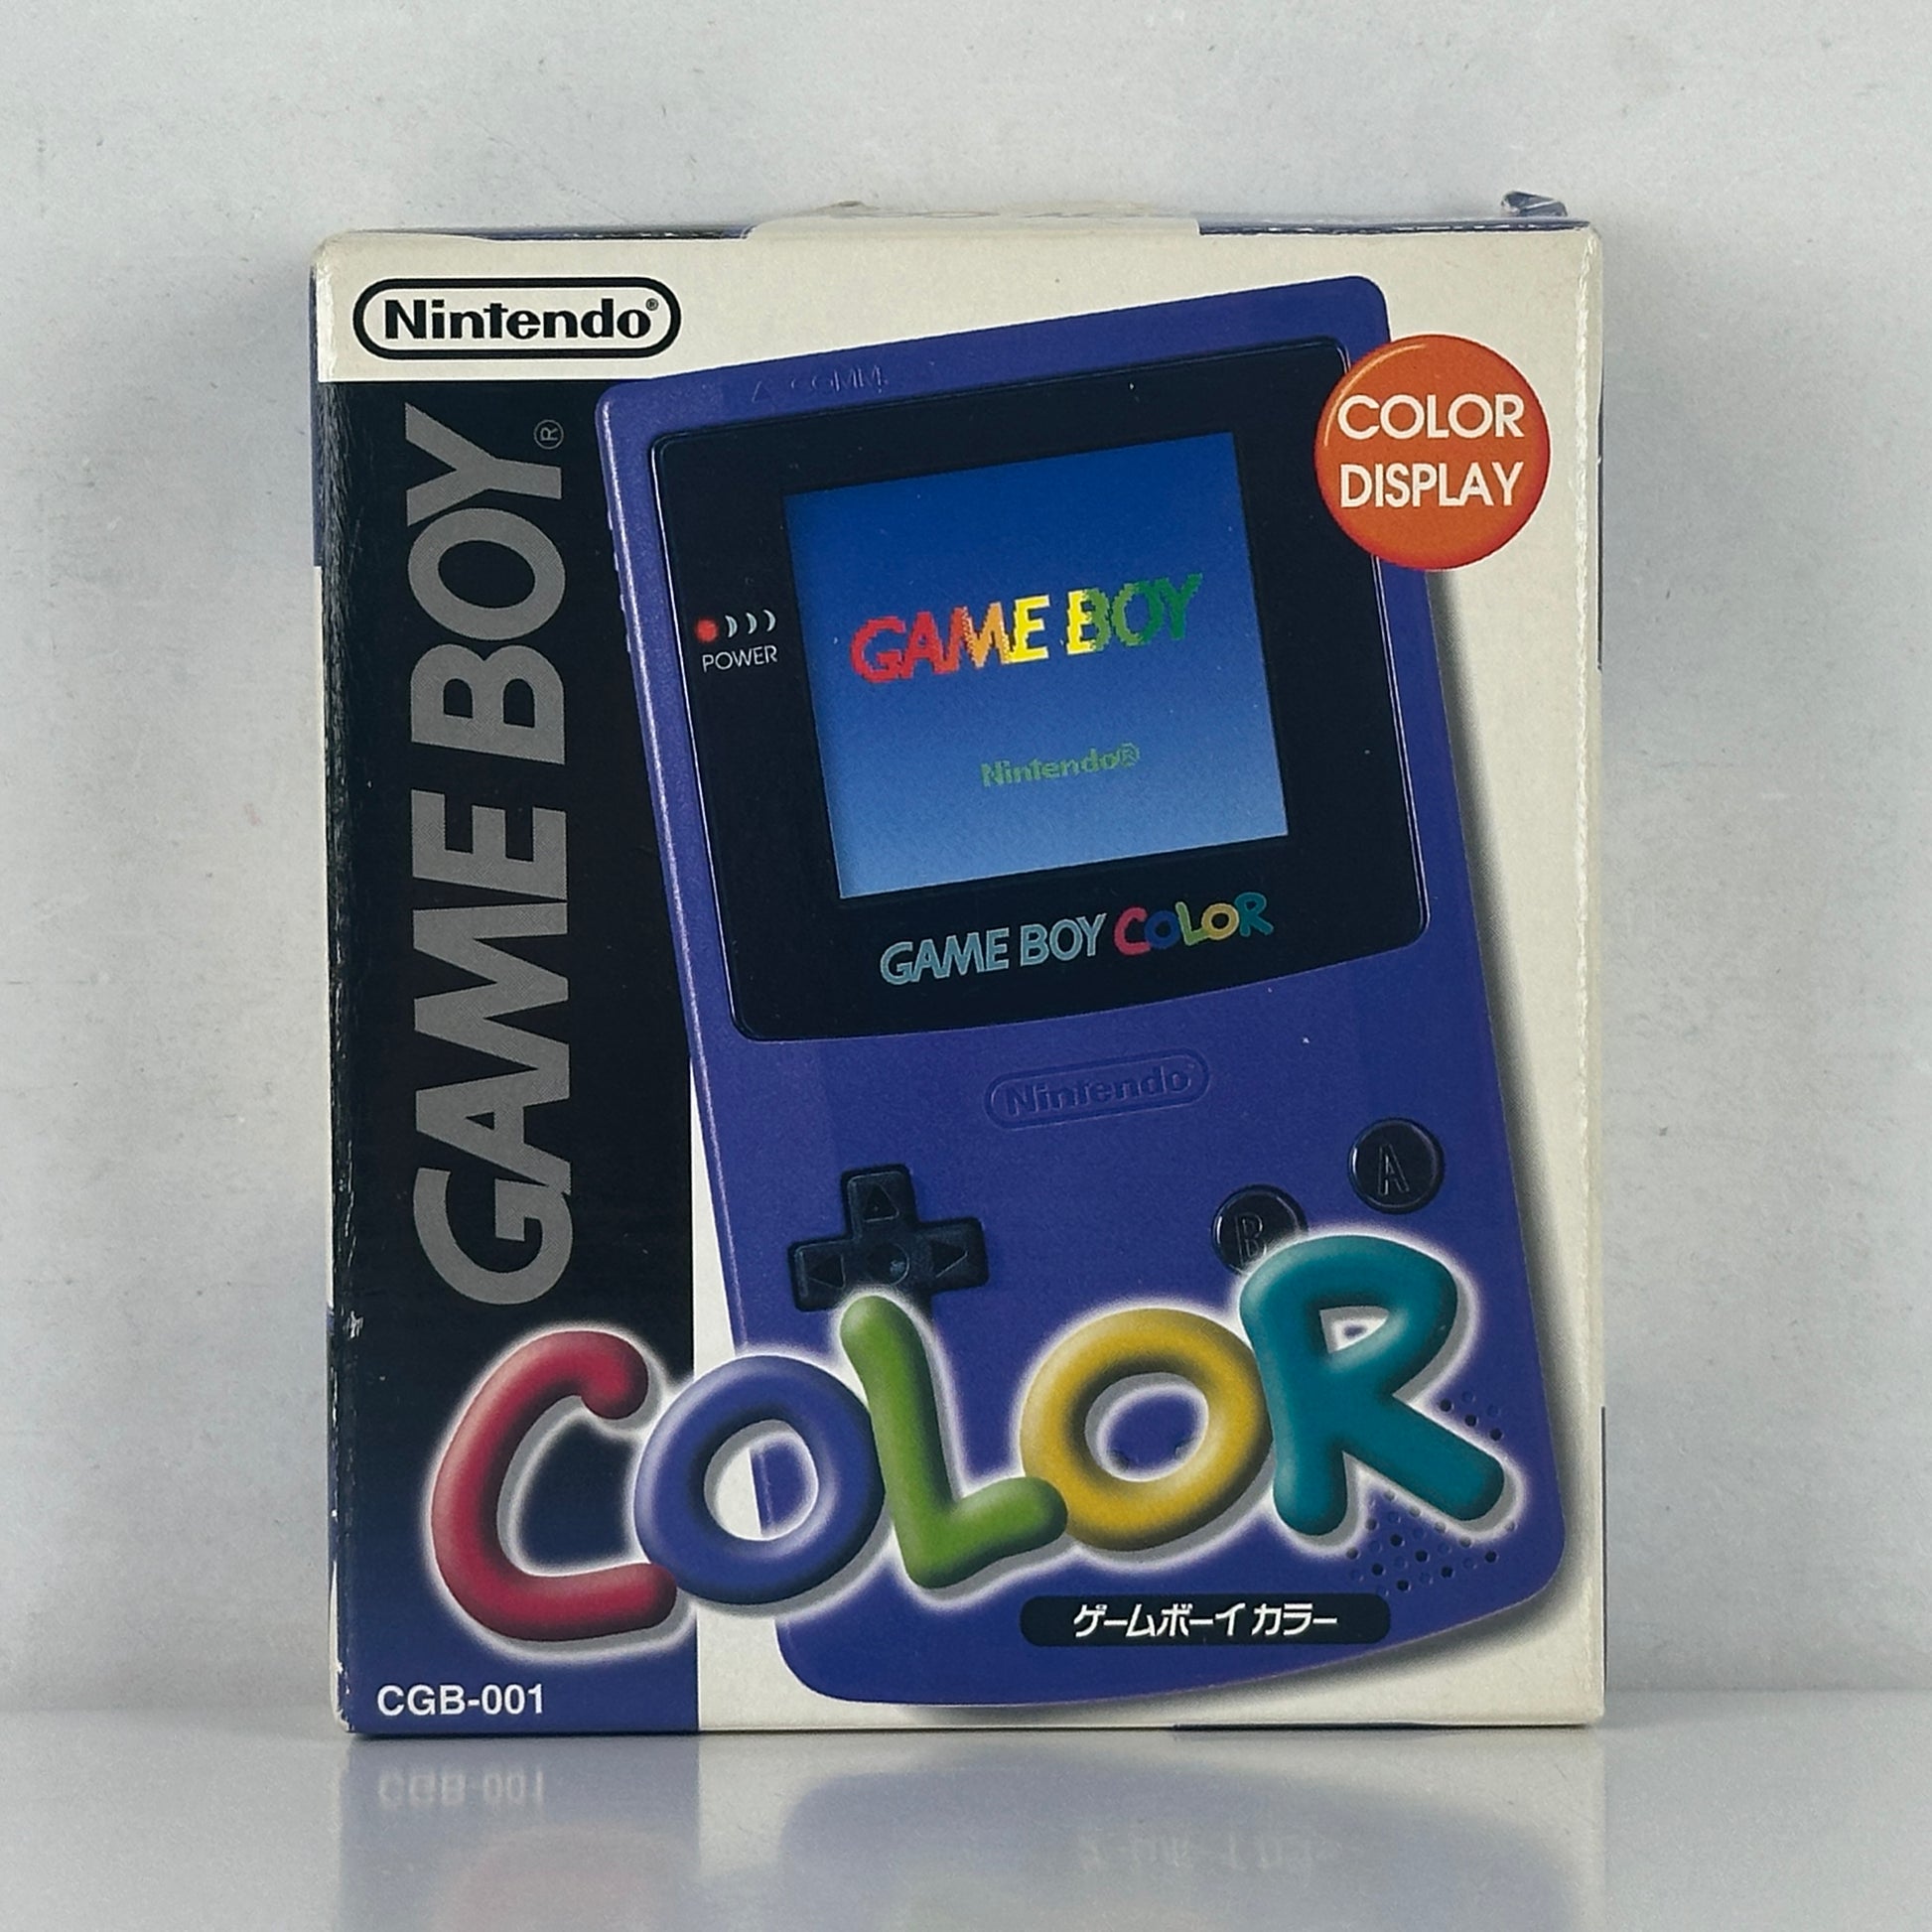 Nintendo®
GAME BOY®
COMM.
COLOR
DISPLAY
POWER
GAME BOY
Nintendo®
GAME BOY COLOR
Nintendo
A
B
COLOR
ゲームボーイ カラー
CGB-001